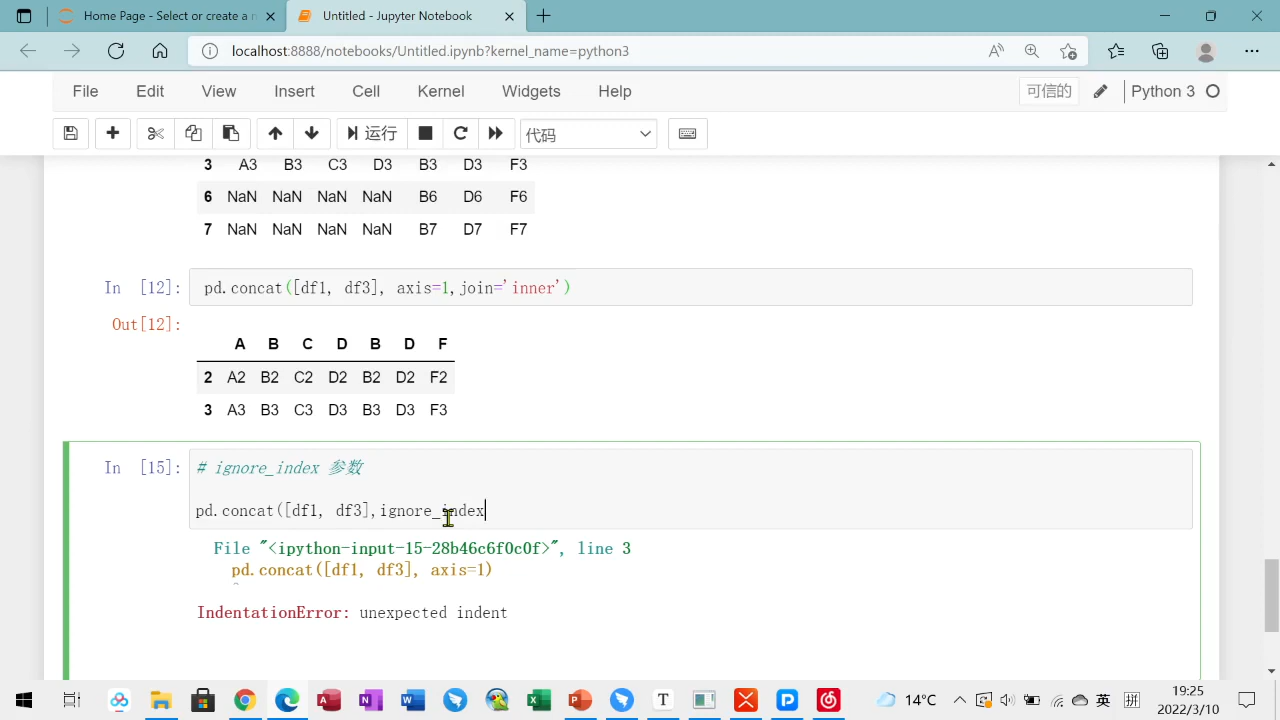 Home Page - Select or create a n
Untitled - Jupyter Notebook
localhost:8888/notebooks/Untitled.ipynb?kernel_name=python3
File Edit View Insert Cell Kernel Widgets Help 可信的 Python 3
运行 代码
3 A3 B3 C3 D3 B3 D3 F3
6 NaN NaN NaN NaN B6 D6 F6
7 NaN NaN NaN NaN B7 D7 F7
In [12]: pd.concat([df1, df3], axis=1,join='inner')
Out[12]:
A B C D B D F
2 A2 B2 C2 D2 B2 D2 F2
3 A3 B3 C3 D3 B3 D3 F3
In [15]: # ignore_index 参数
pd.concat([df1, df3],ignore_index
File "<ipython-input-15-28b46c6f0c0f>", line 3
pd.concat([df1, df3], axis=1)
^
IndentationError: unexpected indent
14°C 英 拼 19:25
2022/3/10